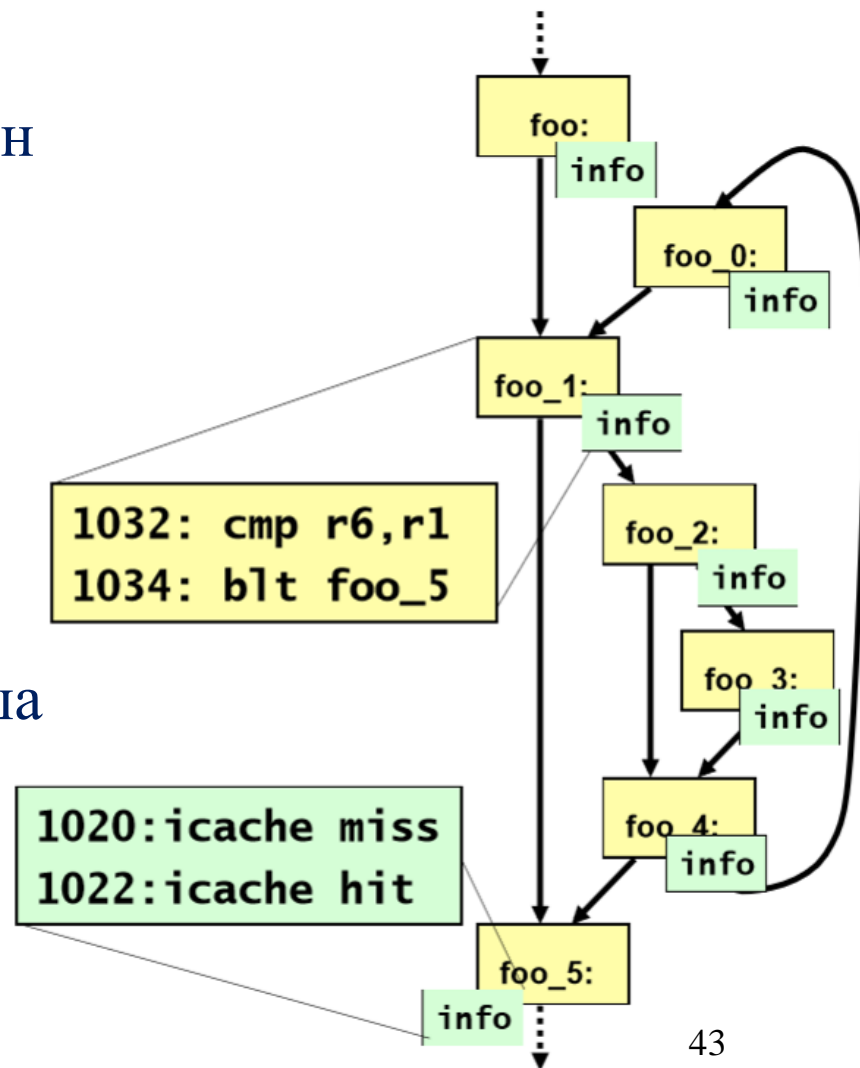 н
foo:
info
foo_0:
info
foo_1:
info
1032: cmp r6,r1
1034: blt foo_5
foo_2:
info
foo_3:
info
ла
foo_4:
info
1020:icache miss
1022:icache hit
foo_5:
info
43